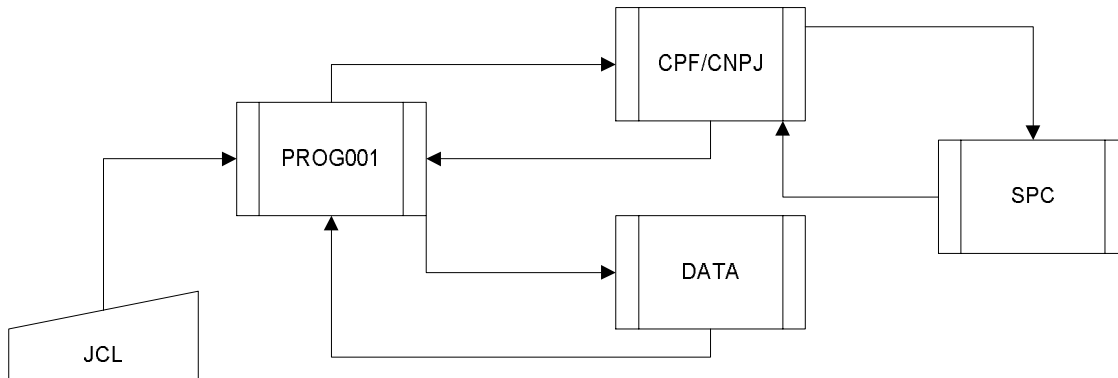 CPF/CNPJ
PROG001
SPC
DATA
JCL